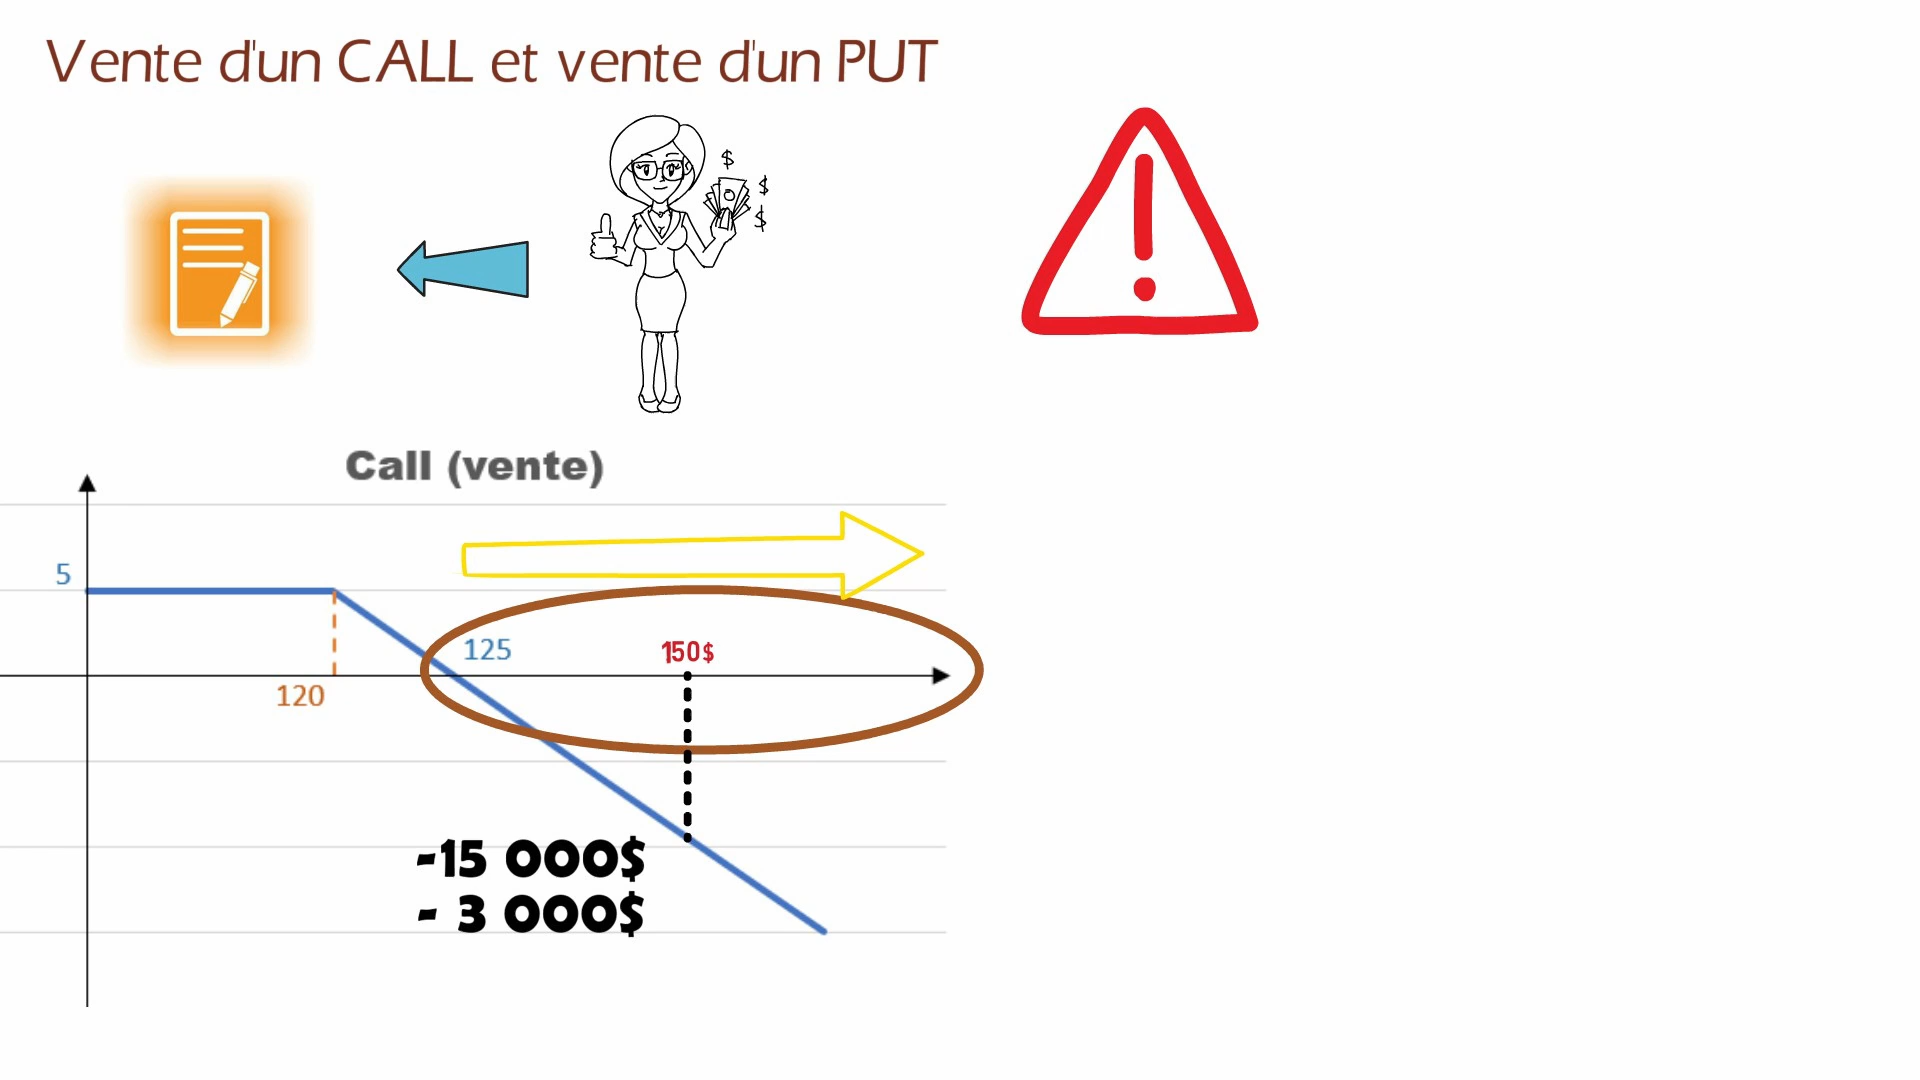 Vente d'un CALL et vente d'un PUT
$
$
$
Call (vente)
5
125
150$
120
-15 000$
- 3 000$